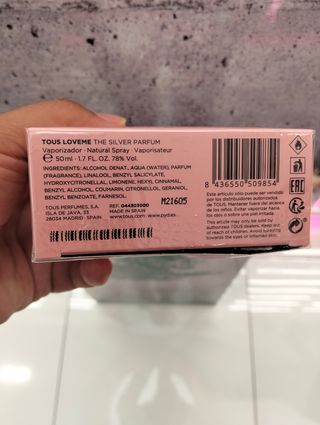 TOUS LOVEME THE SILVER PARFUM
Vaporizador · Natural Spray · Vaporisateur
℮ 50ml - 1.7 FL. OZ. 78% Vol.
INGREDIENTS: ALCOHOL DENAT., AQUA (WATER), PARFUM
(FRAGRANCE), LINALOOL, BENZYL SALICYLATE,
HYDROXYCITRONELLAL, LIMONENE, HEXYL CINNAMAL,
BENZYL ALCOHOL, COUMARIN, CITRONELLOL, GERANIOL,
BENZYL BENZOATE, FARNESOL.
M21605
TOUS PERFUMES, S.A.
ISLA DE JAVA, 33
28034 MADRID · SPAIN
REF. 044303020
MADE IN SPAIN
www.tous.com · www.pyd.es
8 436550 509854
EAC
Este artículo sólo puede ser vendido
por los distribuidores autorizados
de TOUS. Mantener fuera del alcance
de los niños. Evitar vaporizar hacia
los ojos o una piel irritada.
This article may only be sold by
authorized TOUS dealers. Keep out
of reach of children. Avoid spraying
towards the eyes or irritated skin.